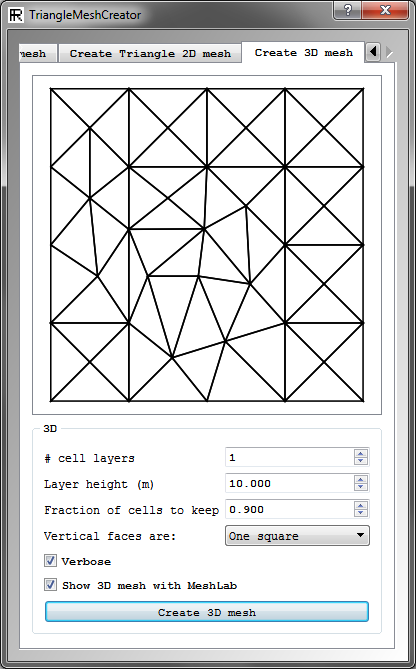 TriangleMeshCreator
mesh Create Triangle 2D mesh Create 3D mesh
3D
# cell layers 1
Layer height (m) 10.000
Fraction of cells to keep 0.900
Vertical faces are: One square
Verbose
Show 3D mesh with MeshLab
Create 3D mesh